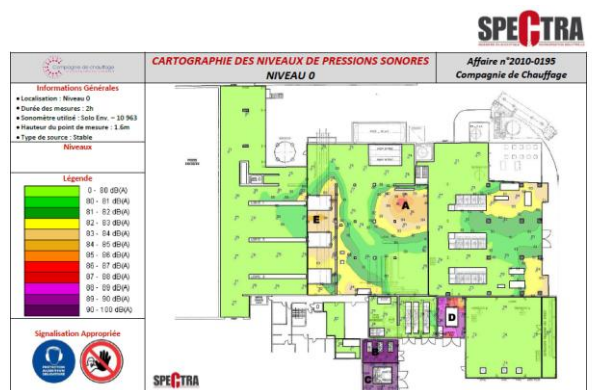 SPECTRA
Compagnie de chauffage
CARTOGRAPHIE DES NIVEAUX DE PRESSIONS SONORES
NIVEAU 0
Affaire n°2010-0195
Compagnie de Chauffage
Informations Générales
• Localisation : Niveau 0
• Durée des mesures : 2h
• Sonomètre utilisé : Solo Env. – 10 963
• Hauteur du point de mesure : 1.6m
• Type de source : Stable
Niveaux
Légende
0 - 80 dB(A)
80 - 81 dB(A)
81 - 82 dB(A)
82 - 83 dB(A)
83 - 84 dB(A)
84 - 85 dB(A)
85 - 86 dB(A)
86 - 87 dB(A)
87 - 88 dB(A)
88 - 89 dB(A)
89 - 90 dB(A)
90 - 100 dB(A)
Signalisation Appropriée
A
E
D
B
C
SPECTRA